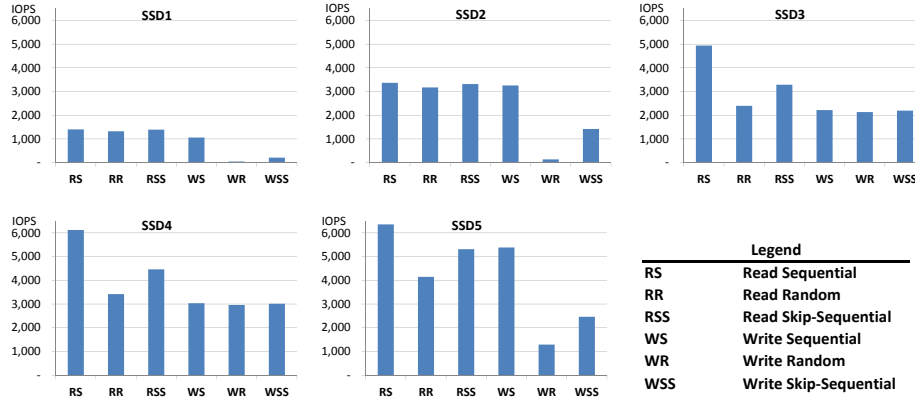 IOPS
SSD1
6,000
5,000
4,000
3,000
2,000
1,000
-
RS RR RSS WS WR WSS
IOPS
SSD2
6,000
5,000
4,000
3,000
2,000
1,000
-
RS RR RSS WS WR WSS
IOPS
SSD3
6,000
5,000
4,000
3,000
2,000
1,000
-
RS RR RSS WS WR WSS
IOPS
SSD4
6,000
5,000
4,000
3,000
2,000
1,000
-
RS RR RSS WS WR WSS
IOPS
SSD5
6,000
5,000
4,000
3,000
2,000
1,000
-
RS RR RSS WS WR WSS
Legend
RS Read Sequential
RR Read Random
RSS Read Skip-Sequential
WS Write Sequential
WR Write Random
WSS Write Skip-Sequential